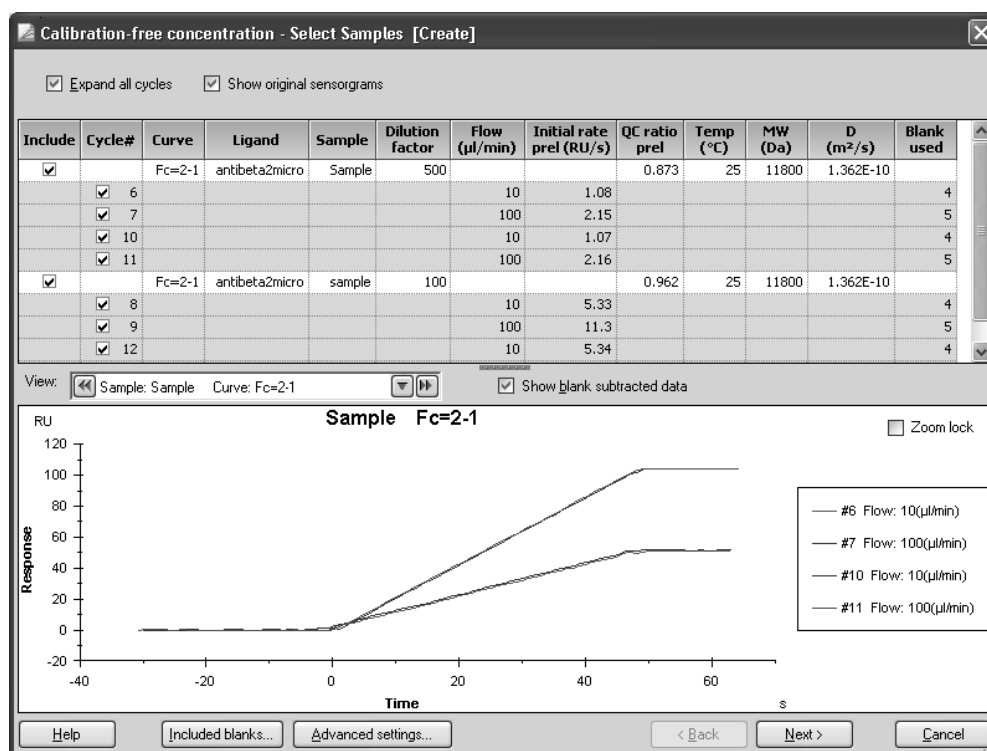 Calibration-free concentration - Select Samples [Create]
Expand all cycles Show original sensorgrams
Include Cycle# Curve Ligand Sample Dilution factor Flow (µl/min) Initial rate prel (RU/s) QC ratio prel Temp (°C) MW (Da) D (m²/s) Blank used
Fc=2-1 antibeta2micro Sample 500 0.873 25 11800 1.362E-10
6 10 1.08 4
7 100 2.15 5
10 10 1.07 4
11 100 2.16 5
Fc=2-1 antibeta2micro sample 100 0.962 25 11800 1.362E-10
8 10 5.33 4
9 100 11.3 5
12 10 5.34 4
View: Sample: Sample Curve: Fc=2-1 Show blank subtracted data
Sample Fc=2-1
RU
Zoom lock
120
100
80
60
40
20
0
-20
-40 -20 0 20 40 60
Response
Time s
#6 Flow: 10(µl/min)
#7 Flow: 100(µl/min)
#10 Flow: 10(µl/min)
#11 Flow: 100(µl/min)
Help Included blanks... Advanced settings... < Back Next > Cancel